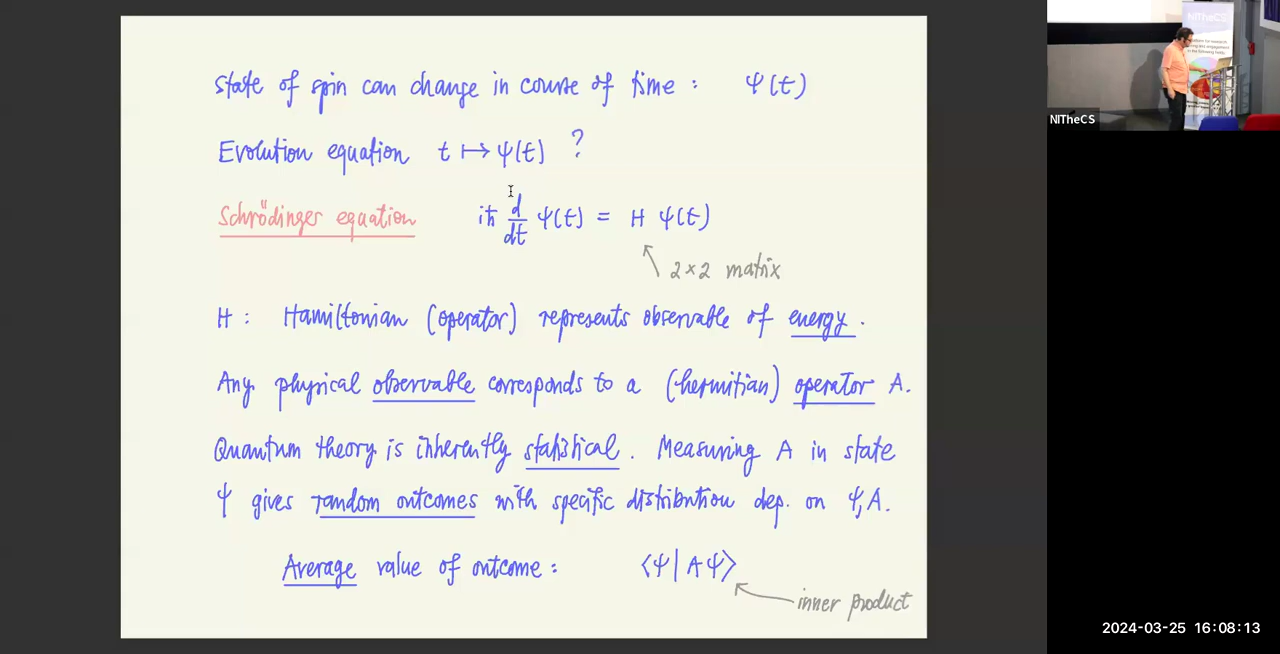 State of spin can change in course of time : ψ(t)
Evolution equation t ↦ ψ(t) ?
Schrödinger equation iħ d/dt ψ(t) = H ψ(t)
2×2 matrix
H : Hamiltonian (operator) represents observable of energy.
Any physical observable corresponds to a (hermitian) operator A.
Quantum theory is inherently statistical. Measuring A in state
ψ gives random outcomes with specific distribution dep. on ψ, A.
Average value of outcome : ⟨ψ| Aψ⟩
inner product
NITheCS
NITheCS
2024-03-25 16:08:13